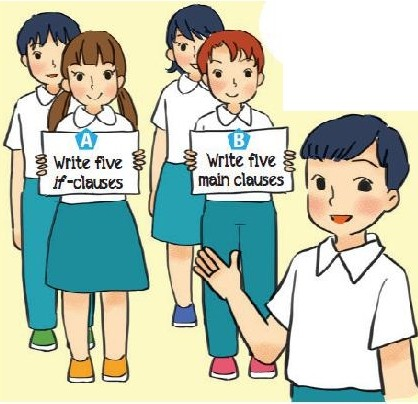 A
Write five
if-clauses
B
Write five
main clauses